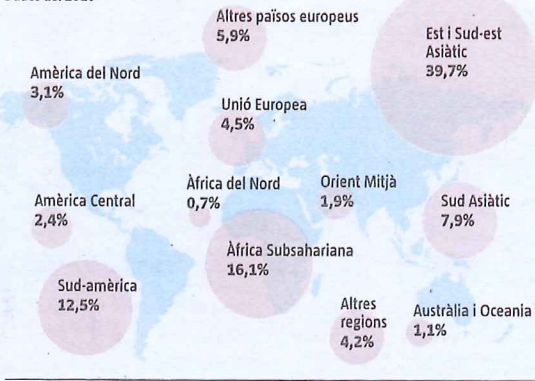 Altres països europeus
5,9%
Est i Sud-est
Asiàtic
39,7%
Amèrica del Nord
3,1%
Unió Europea
4,5%
Amèrica Central
2,4%
Àfrica del Nord
0,7%
Orient Mitjà
1,9%
Sud Asiàtic
7,9%
Àfrica Subsahariana
16,1%
Sud-amèrica
12,5%
Altres
regions
4,2%
Austràlia i Oceania
1,1%